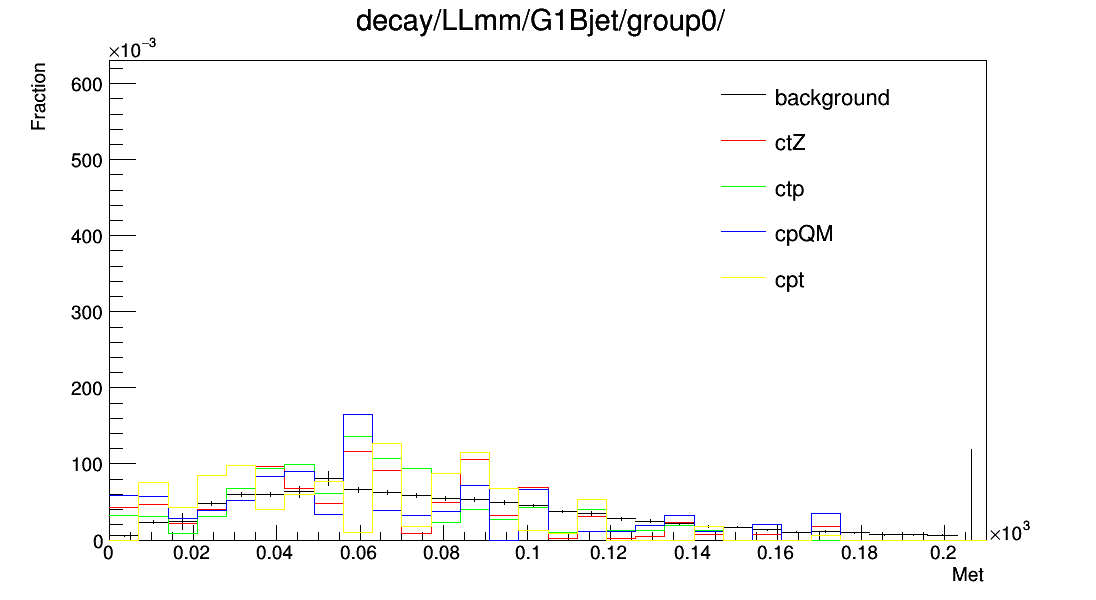 decay/LLmm/G1Bjet/group0/
×10⁻³
Fraction
600
500
400
300
200
100
0
background
ctZ
ctp
cpQM
cpt
0 0.02 0.04 0.06 0.08 0.1 0.12 0.14 0.16 0.18 0.2
×10³
Met